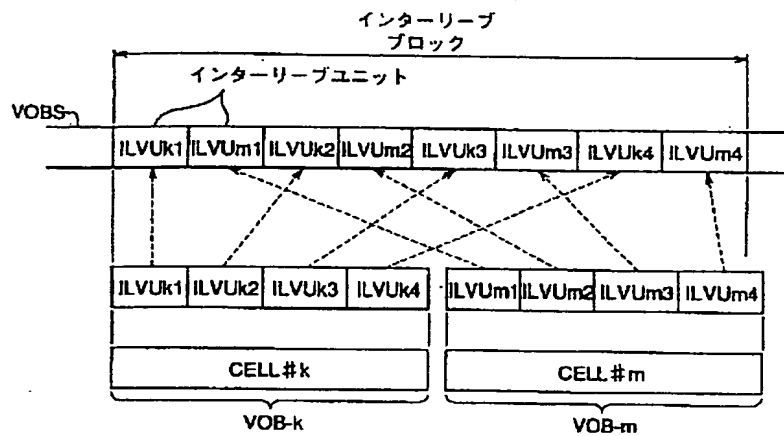 インターリーブ
ブロック
インターリーブユニット
VOBS
ILVUk1 ILVUm1 ILVUk2 ILVUm2 ILVUk3 ILVUm3 ILVUk4 ILVUm4
ILVUk1 ILVUk2 ILVUk3 ILVUk4 ILVUm1 ILVUm2 ILVUm3 ILVUm4
CELL#k CELL#m
VOB-k VOB-m